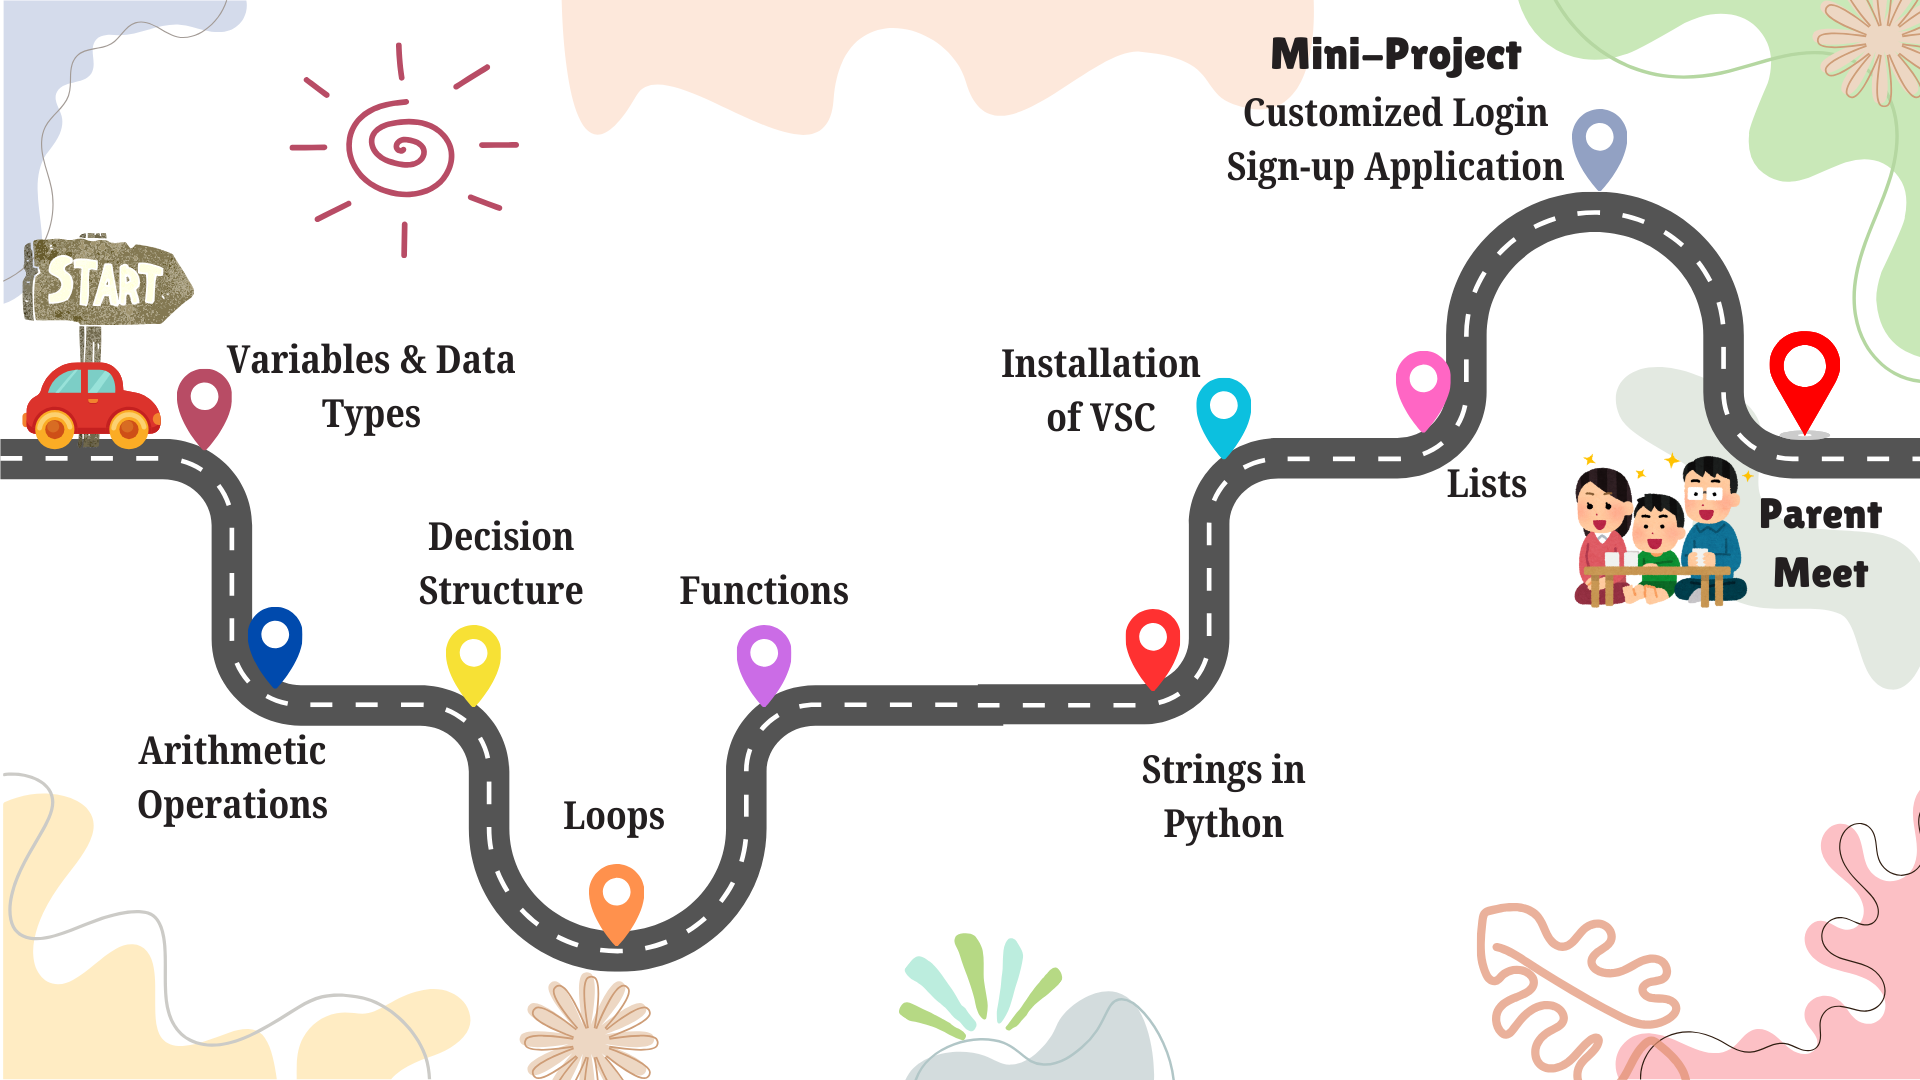 START
Variables & Data
Types
Arithmetic
Operations
Decision
Structure
Loops
Functions
Strings in
Python
Installation
of VSC
Lists
Mini-Project
Customized Login
Sign-up Application
Parent
Meet